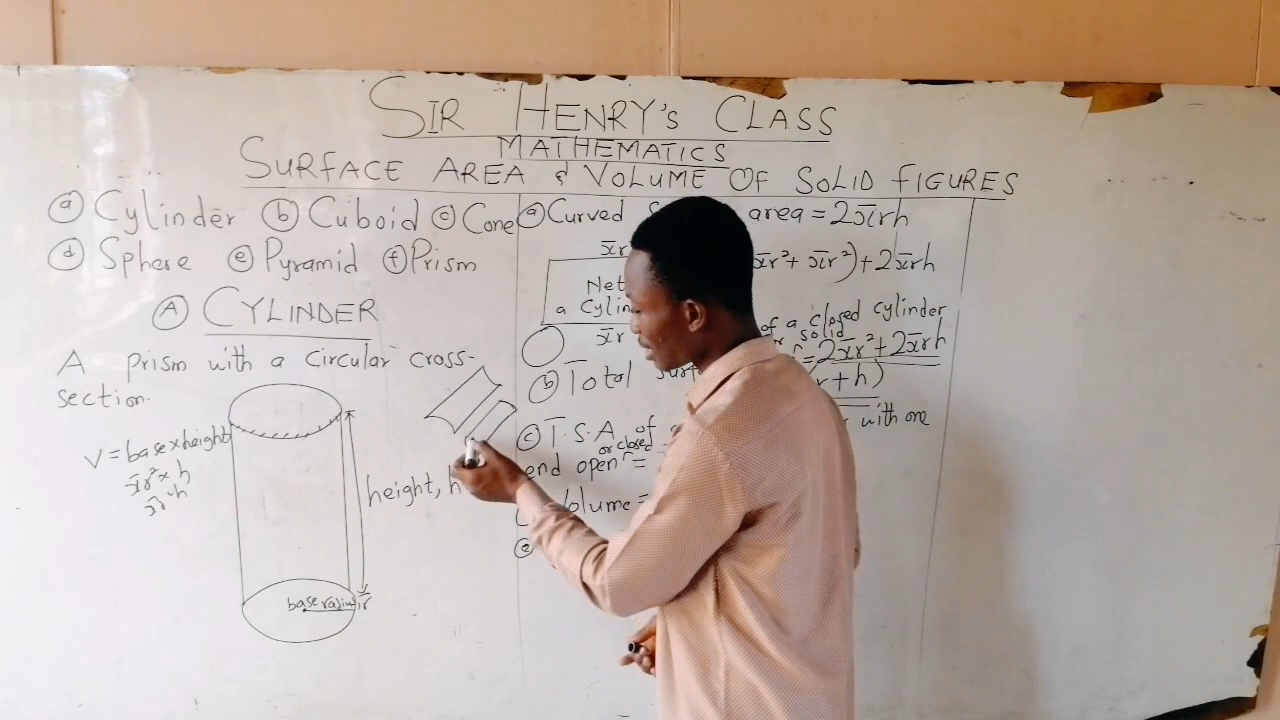 SIR HENRY'S CLASS
MATHEMATICS
SURFACE AREA & VOLUME OF SOLID FIGURES
ⓐ Cylinder ⓑ Cuboid ⓒ Cone
ⓓ Sphere ⓔ Pyramid ⓕ Prism
Ⓐ CYLINDER
A prism with a circular cross-
section.
V = base x height
πr² x h
πr²h
height, h
base radius, r
ⓐ Curved area = 2πrh
πr² + πr²) + 2πrh
Net
a Cylin
πr
of a closed cylinder
or solid
= 2πr² + 2πrh
ⓑ Total surf
r + h)
ⓒ T.S.A of with one
or closed
end open =
Volume =
ⓔ